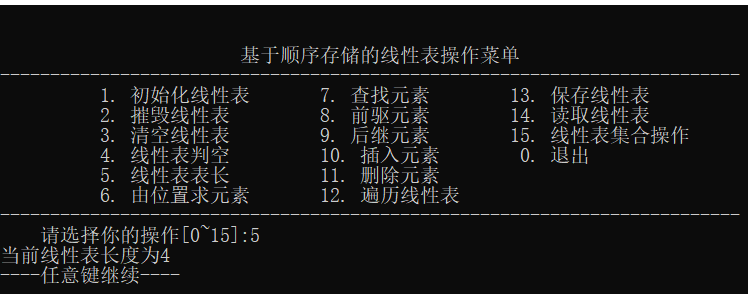 基于顺序存储的线性表操作菜单
--------------------------------------------------------------------------
1. 初始化线性表 7. 查找元素 13. 保存线性表
2. 摧毁线性表 8. 前驱元素 14. 读取线性表
3. 清空线性表 9. 后继元素 15. 线性表集合操作
4. 线性表判空 10. 插入元素 0. 退出
5. 线性表表长 11. 删除元素
6. 由位置求元素 12. 遍历线性表
--------------------------------------------------------------------------
请选择你的操作[0~15]:5
当前线性表长度为4
----任意键继续----